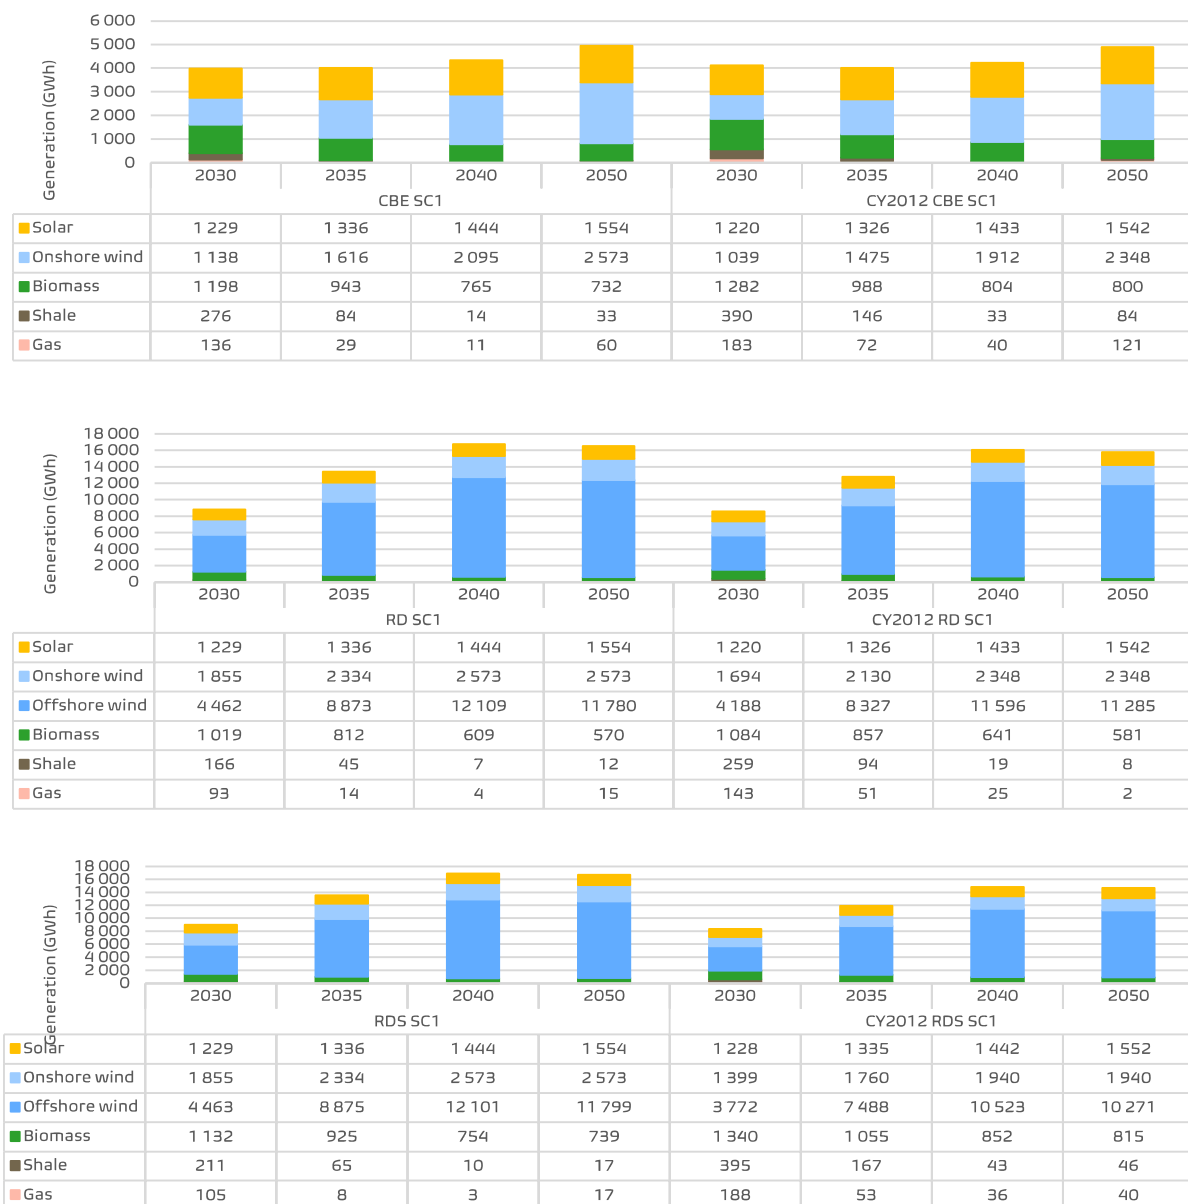 6 000
5 000
4 000
3 000
2 000
1 000
0
Generation (GWh)
2030 2035 2040 2050 2030 2035 2040 2050
CBE SC1 CY2012 CBE SC1
Solar 1 229 1 336 1 444 1 554 1 220 1 326 1 433 1 542
Onshore wind 1 138 1 616 2 095 2 573 1 039 1 475 1 912 2 348
Biomass 1 198 943 765 732 1 282 988 804 800
Shale 276 84 14 33 390 146 33 84
Gas 136 29 11 60 183 72 40 121
18 000
16 000
14 000
12 000
10 000
8 000
6 000
4 000
2 000
0
Generation (GWh)
2030 2035 2040 2050 2030 2035 2040 2050
RD SC1 CY2012 RD SC1
Solar 1 229 1 336 1 444 1 554 1 220 1 326 1 433 1 542
Onshore wind 1 855 2 334 2 573 2 573 1 694 2 130 2 348 2 348
Offshore wind 4 462 8 873 12 109 11 780 4 188 8 327 11 596 11 285
Biomass 1 019 812 609 570 1 084 857 641 581
Shale 166 45 7 12 259 94 19 8
Gas 93 14 4 15 143 51 25 2
18 000
16 000
14 000
12 000
10 000
8 000
6 000
4 000
2 000
0
Generation (GWh)
2030 2035 2040 2050 2030 2035 2040 2050
RDS SC1 CY2012 RDS SC1
Solar 1 229 1 336 1 444 1 554 1 228 1 335 1 442 1 552
Onshore wind 1 855 2 334 2 573 2 573 1 399 1 760 1 940 1 940
Offshore wind 4 463 8 875 12 101 11 799 3 772 7 488 10 523 10 271
Biomass 1 132 925 754 739 1 340 1 055 852 815
Shale 211 65 10 17 395 167 43 46
Gas 105 8 3 17 188 53 36 40